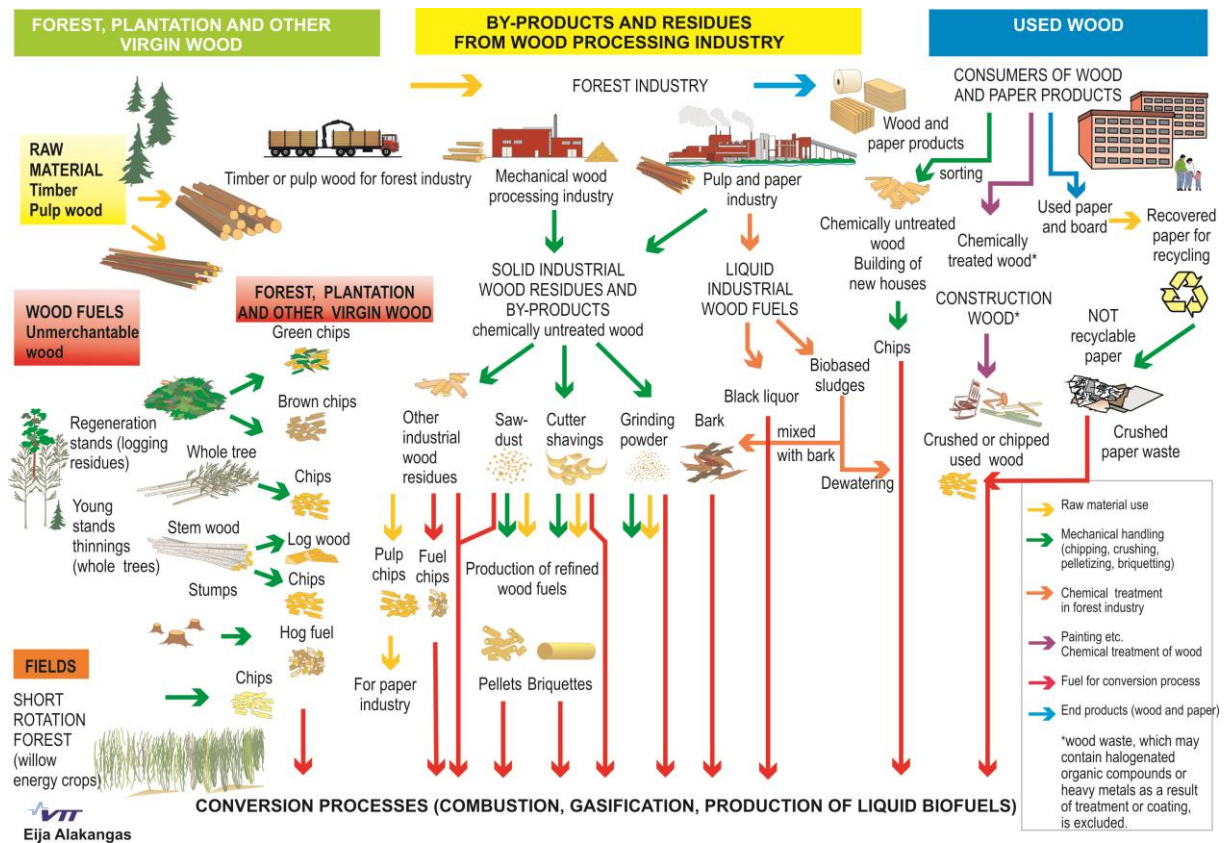 FOREST, PLANTATION AND OTHER
VIRGIN WOOD
BY-PRODUCTS AND RESIDUES
FROM WOOD PROCESSING INDUSTRY
USED WOOD
RAW
MATERIAL
Timber
Pulp wood
Timber or pulp wood for forest industry
FOREST INDUSTRY
Mechanical wood
processing industry
Pulp and paper
industry
Wood and
paper products
CONSUMERS OF WOOD
AND PAPER PRODUCTS
sorting
Chemically untreated
wood
Building of
new houses
Chemically
treated wood*
Used paper
and board
Recovered
paper for
recycling
WOOD FUELS
Unmerchantable
wood
FOREST, PLANTATION
AND OTHER VIRGIN WOOD
Green chips
Brown chips
Regeneration
stands (logging
residues)
Whole tree
Chips
Young
stands
thinnings
(whole trees)
Stem wood
Log wood
Chips
Stumps
Hog fuel
FIELDS
Chips
SHORT
ROTATION
FOREST
(willow
energy crops)
SOLID INDUSTRIAL
WOOD RESIDUES AND
BY-PRODUCTS
chemically untreated wood
LIQUID
INDUSTRIAL
WOOD FUELS
Other
industrial
wood
residues
Saw-
dust
Cutter
shavings
Grinding
powder
Bark
Black liquor
Biobased
sludges
mixed
with bark
Dewatering
Chips
CONSTRUCTION
WOOD*
NOT
recyclable
paper
Crushed or chipped
used wood
Crushed
paper waste
Pulp
chips
Fuel
chips
Production of refined
wood fuels
For paper
industry
Pellets Briquettes
Raw material use
Mechanical handling
(chipping, crushing,
pelletizing, briquetting)
Chemical treatment
in forest industry
Painting etc.
Chemical treatment of wood
Fuel for conversion process
End products (wood and paper)
*wood waste, which may
contain halogenated
organic compounds or
heavy metals as a result
of treatment or coating,
is excluded.
CONVERSION PROCESSES (COMBUSTION, GASIFICATION, PRODUCTION OF LIQUID BIOFUELS)
VTT
Eija Alakangas